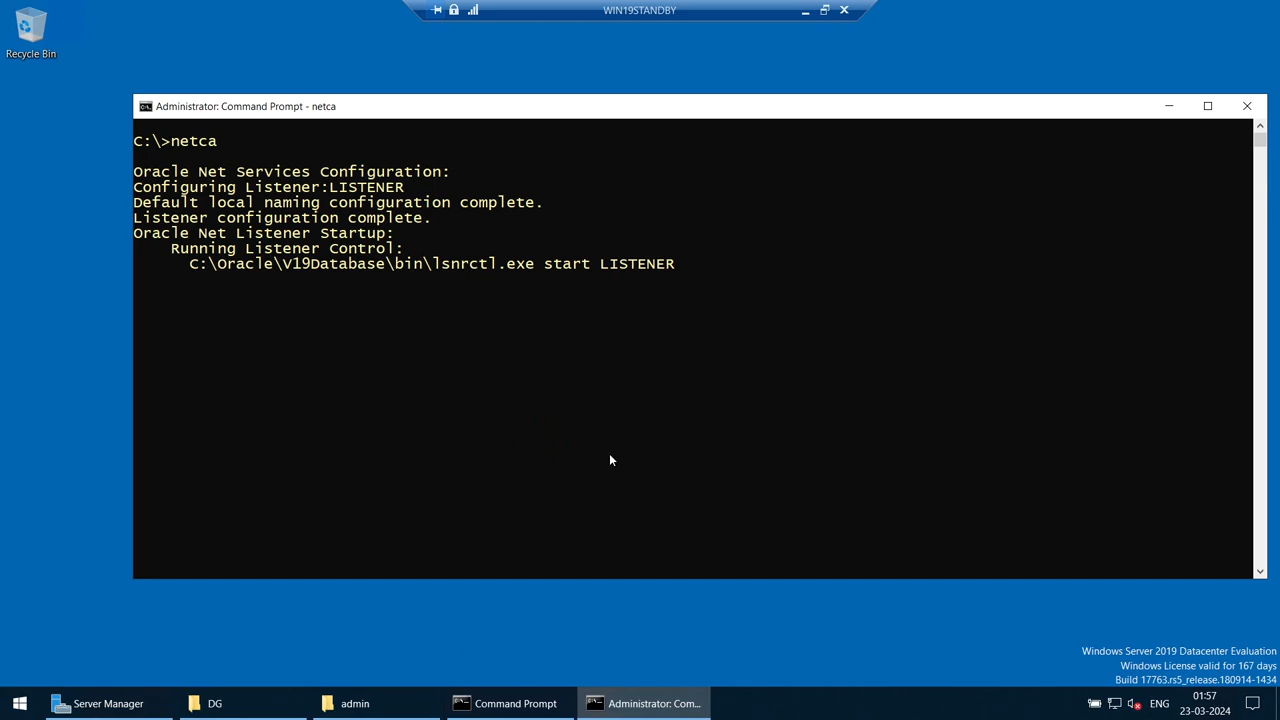 WIN19STANDBY
Recycle Bin
Administrator: Command Prompt - netca
C:\>netca
Oracle Net Services Configuration:
Configuring Listener:LISTENER
Default local naming configuration complete.
Listener configuration complete.
Oracle Net Listener Startup:
Running Listener Control:
C:\Oracle\V19Database\bin\lsnrctl.exe start LISTENER
Windows Server 2019 Datacenter Evaluation
Windows License valid for 167 days
Build 17763.rs5_release.180914-1434
Server Manager
DG
admin
Command Prompt
Administrator: Com...
ENG
01:57
23-03-2024